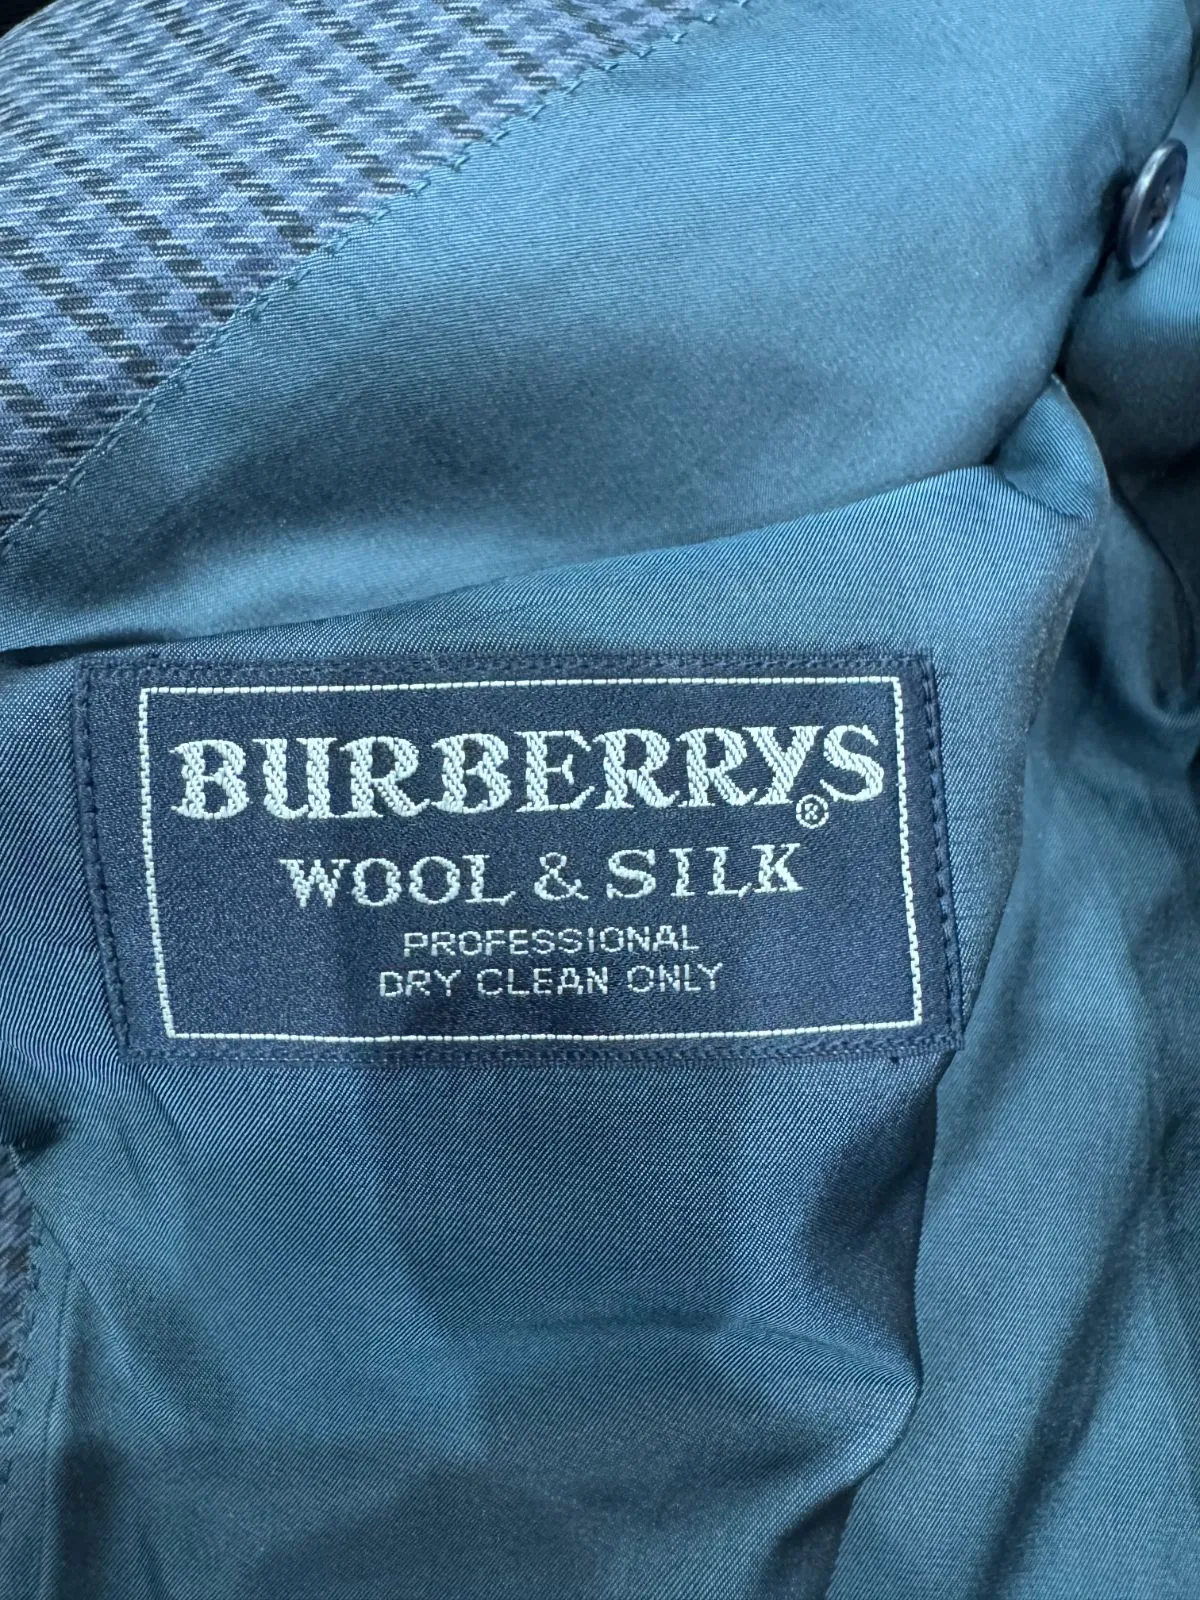 BURBERRYS®
WOOL & SILK
PROFESSIONAL
DRY CLEAN ONLY